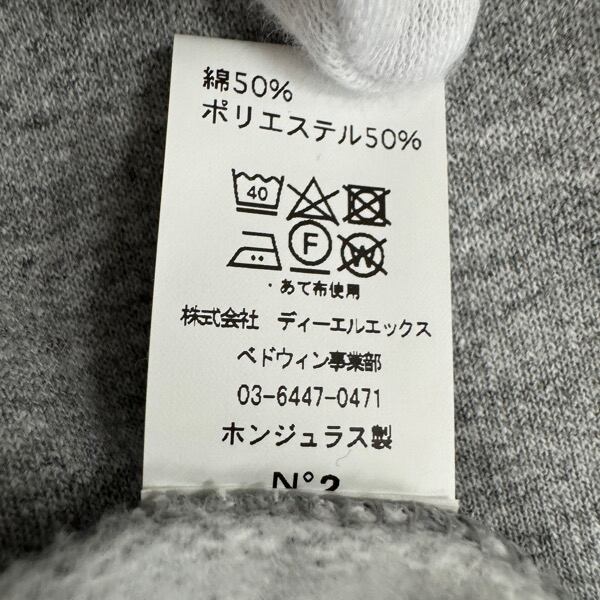 綿50%
ポリエステル50%
40
F W
・あて布使用
株式会社 ディーエルエックス
ベドウィン事業部
03-6447-0471
ホンジュラス製
N°2